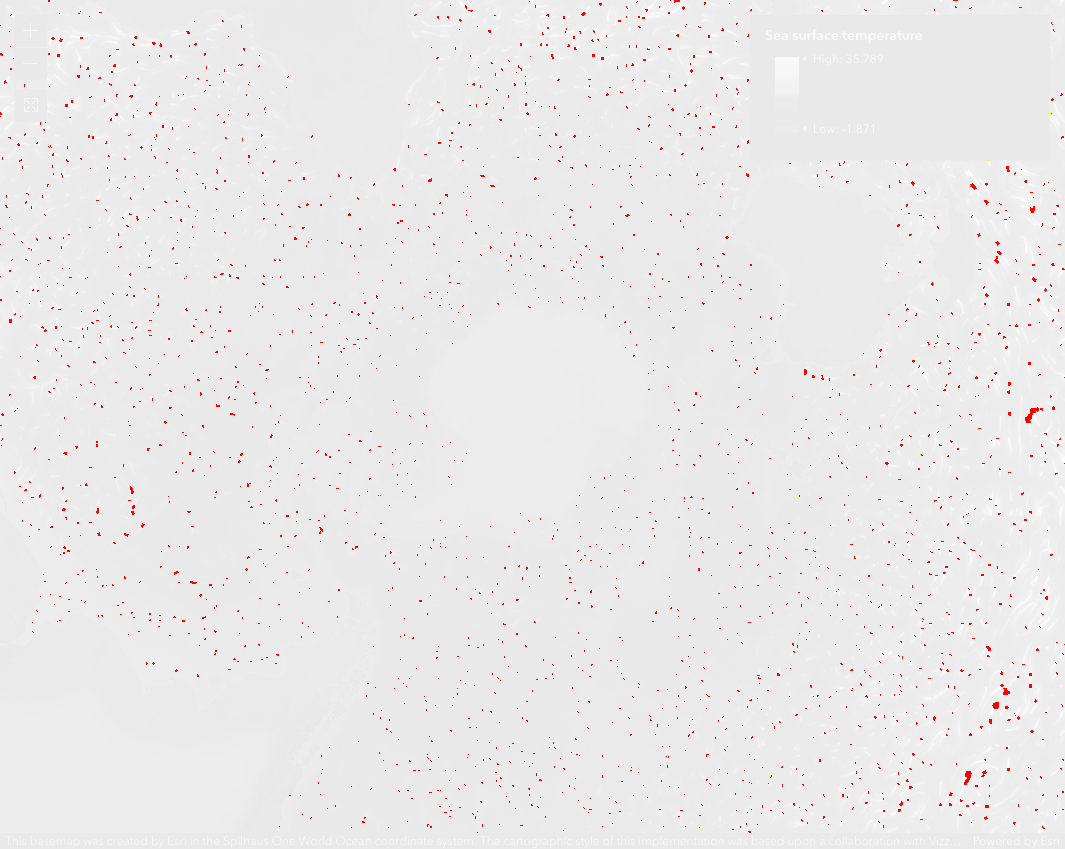 Sea surface temperature
High: 35.789
Low: -1.871
This basemap was created by Esri in the Spilhaus One World Ocean coordinate system. The cartographic style of this implementation was based upon a collaboration with Vizz.
Powered by Esri